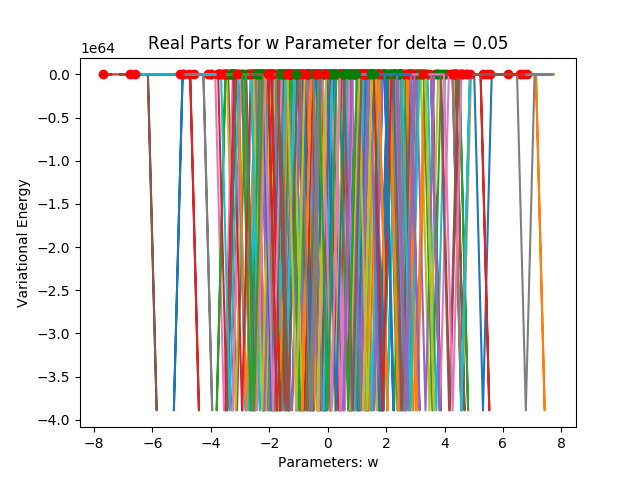 Real Parts for w Parameter for delta = 0.05
1e64
0.0
−0.5
−1.0
−1.5
−2.0
−2.5
−3.0
−3.5
−4.0
Variational Energy
−8 −6 −4 −2 0 2 4 6 8
Parameters: w